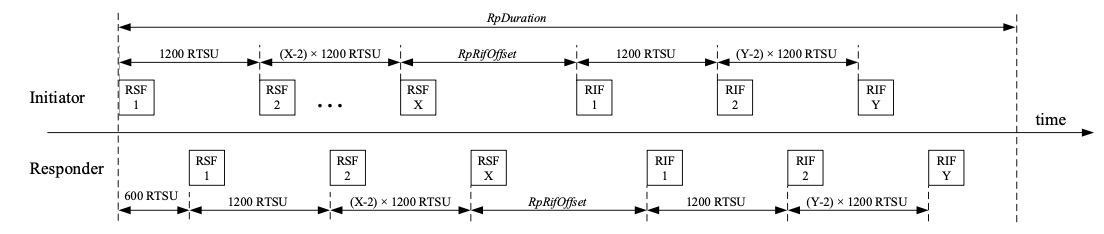 RpDuration
1200 RTSU (X-2) × 1200 RTSU RpRifOffset 1200 RTSU (Y-2) × 1200 RTSU
Initiator
RSF
1
RSF
2
...
RSF
X
RIF
1
RIF
2
RIF
Y
time
Responder
RSF
1
RSF
2
RSF
X
RIF
1
RIF
2
RIF
Y
600 RTSU 1200 RTSU (X-2) × 1200 RTSU RpRifOffset 1200 RTSU (Y-2) × 1200 RTSU